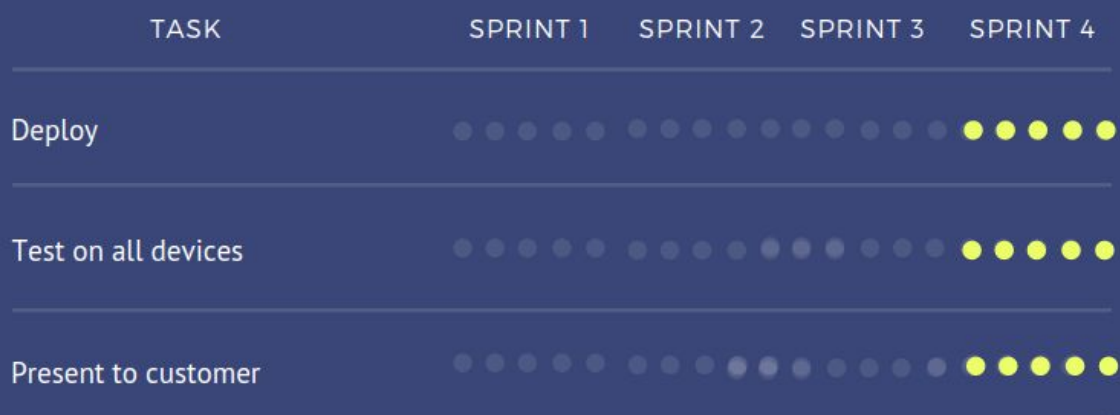 TASK SPRINT 1 SPRINT 2 SPRINT 3 SPRINT 4
Deploy
Test on all devices
Present to customer